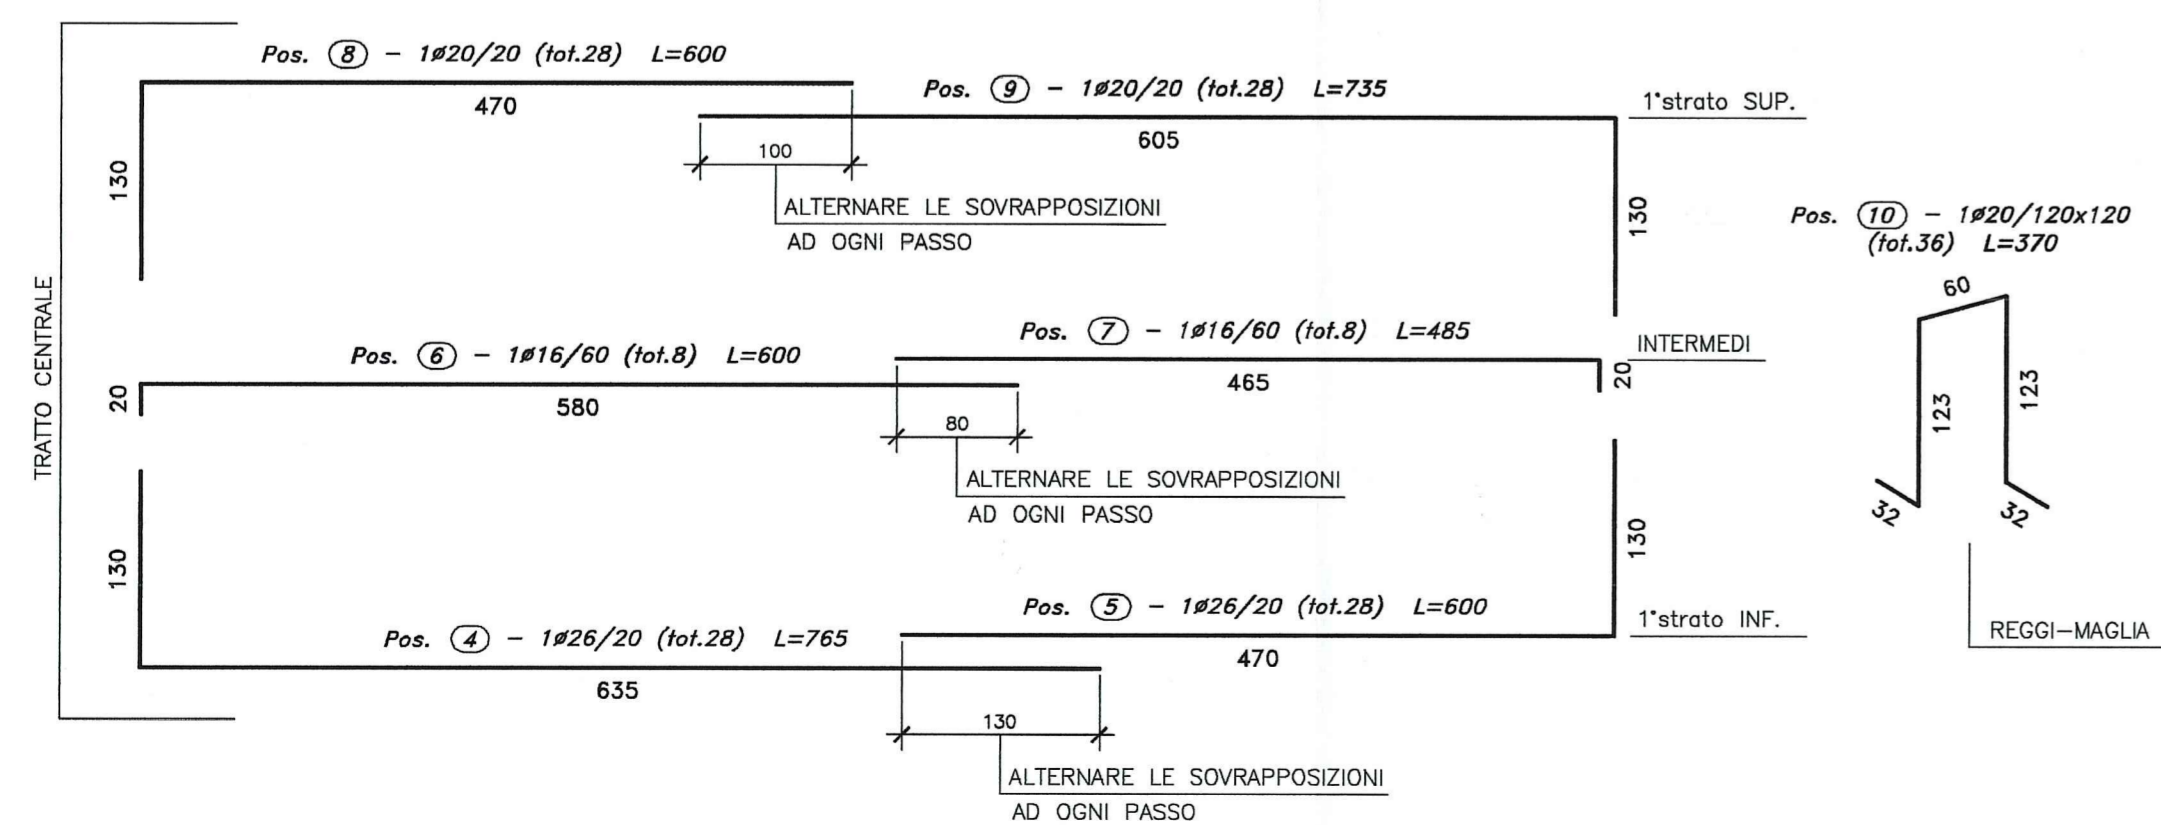 Pos. 8 - 1ø20/20 (tot.28) L=600
470
130
Pos. 9 - 1ø20/20 (tot.28) L=735
605
130
1°strato SUP.
100
ALTERNARE LE SOVRAPPOSIZIONI
AD OGNI PASSO
TRATTO CENTRALE
Pos. 6 - 1ø16/60 (tot.8) L=600
580
20
Pos. 7 - 1ø16/60 (tot.8) L=485
465
20
INTERMEDI
80
ALTERNARE LE SOVRAPPOSIZIONI
AD OGNI PASSO
130
Pos. 4 - 1ø26/20 (tot.28) L=765
635
Pos. 5 - 1ø26/20 (tot.28) L=600
470
130
1°strato INF.
130
ALTERNARE LE SOVRAPPOSIZIONI
AD OGNI PASSO
Pos. 10 - 1ø20/120x120
(tot.36) L=370
60
123
123
32
32
REGGI-MAGLIA